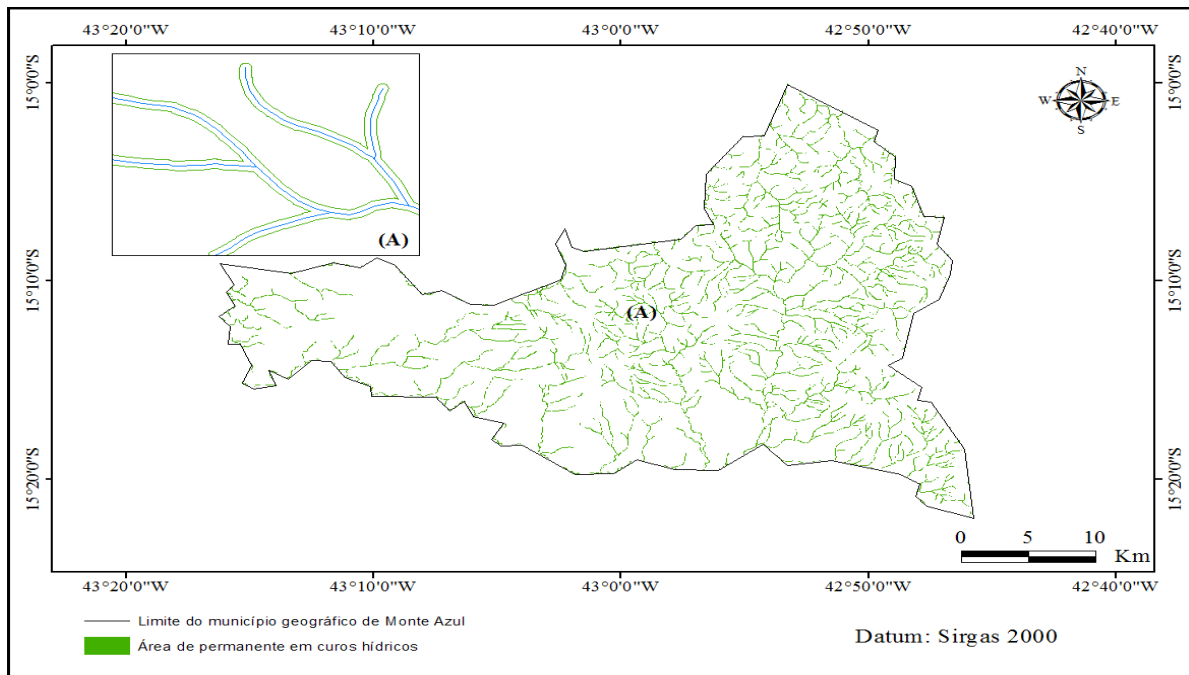 43°20'0"W 43°10'0"W 43°0'0"W 42°50'0"W 42°40'0"W
15°0'0"S 15°0'0"S
N
W E
S
(A)
15°10'0"S 15°10'0"S
(A)
15°20'0"S 15°20'0"S
0 5 10
Km
43°20'0"W 43°10'0"W 43°0'0"W 42°50'0"W 42°40'0"W
Limite do município geográfico de Monte Azul
Área de permanente em curos hídricos
Datum: Sirgas 2000